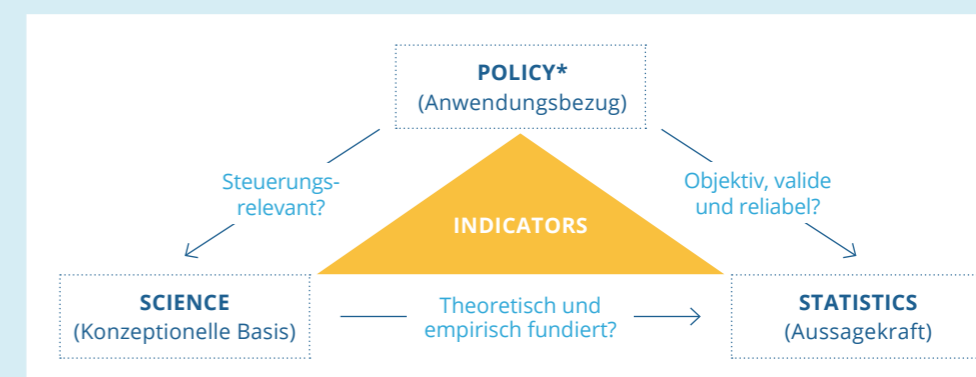 POLICY*
(Anwendungsbezug)
Steuerungs-
relevant?
Objektiv, valide
und reliabel?
INDICATORS
SCIENCE
(Konzeptionelle Basis)
Theoretisch und
empirisch fundiert?
STATISTICS
(Aussagekraft)